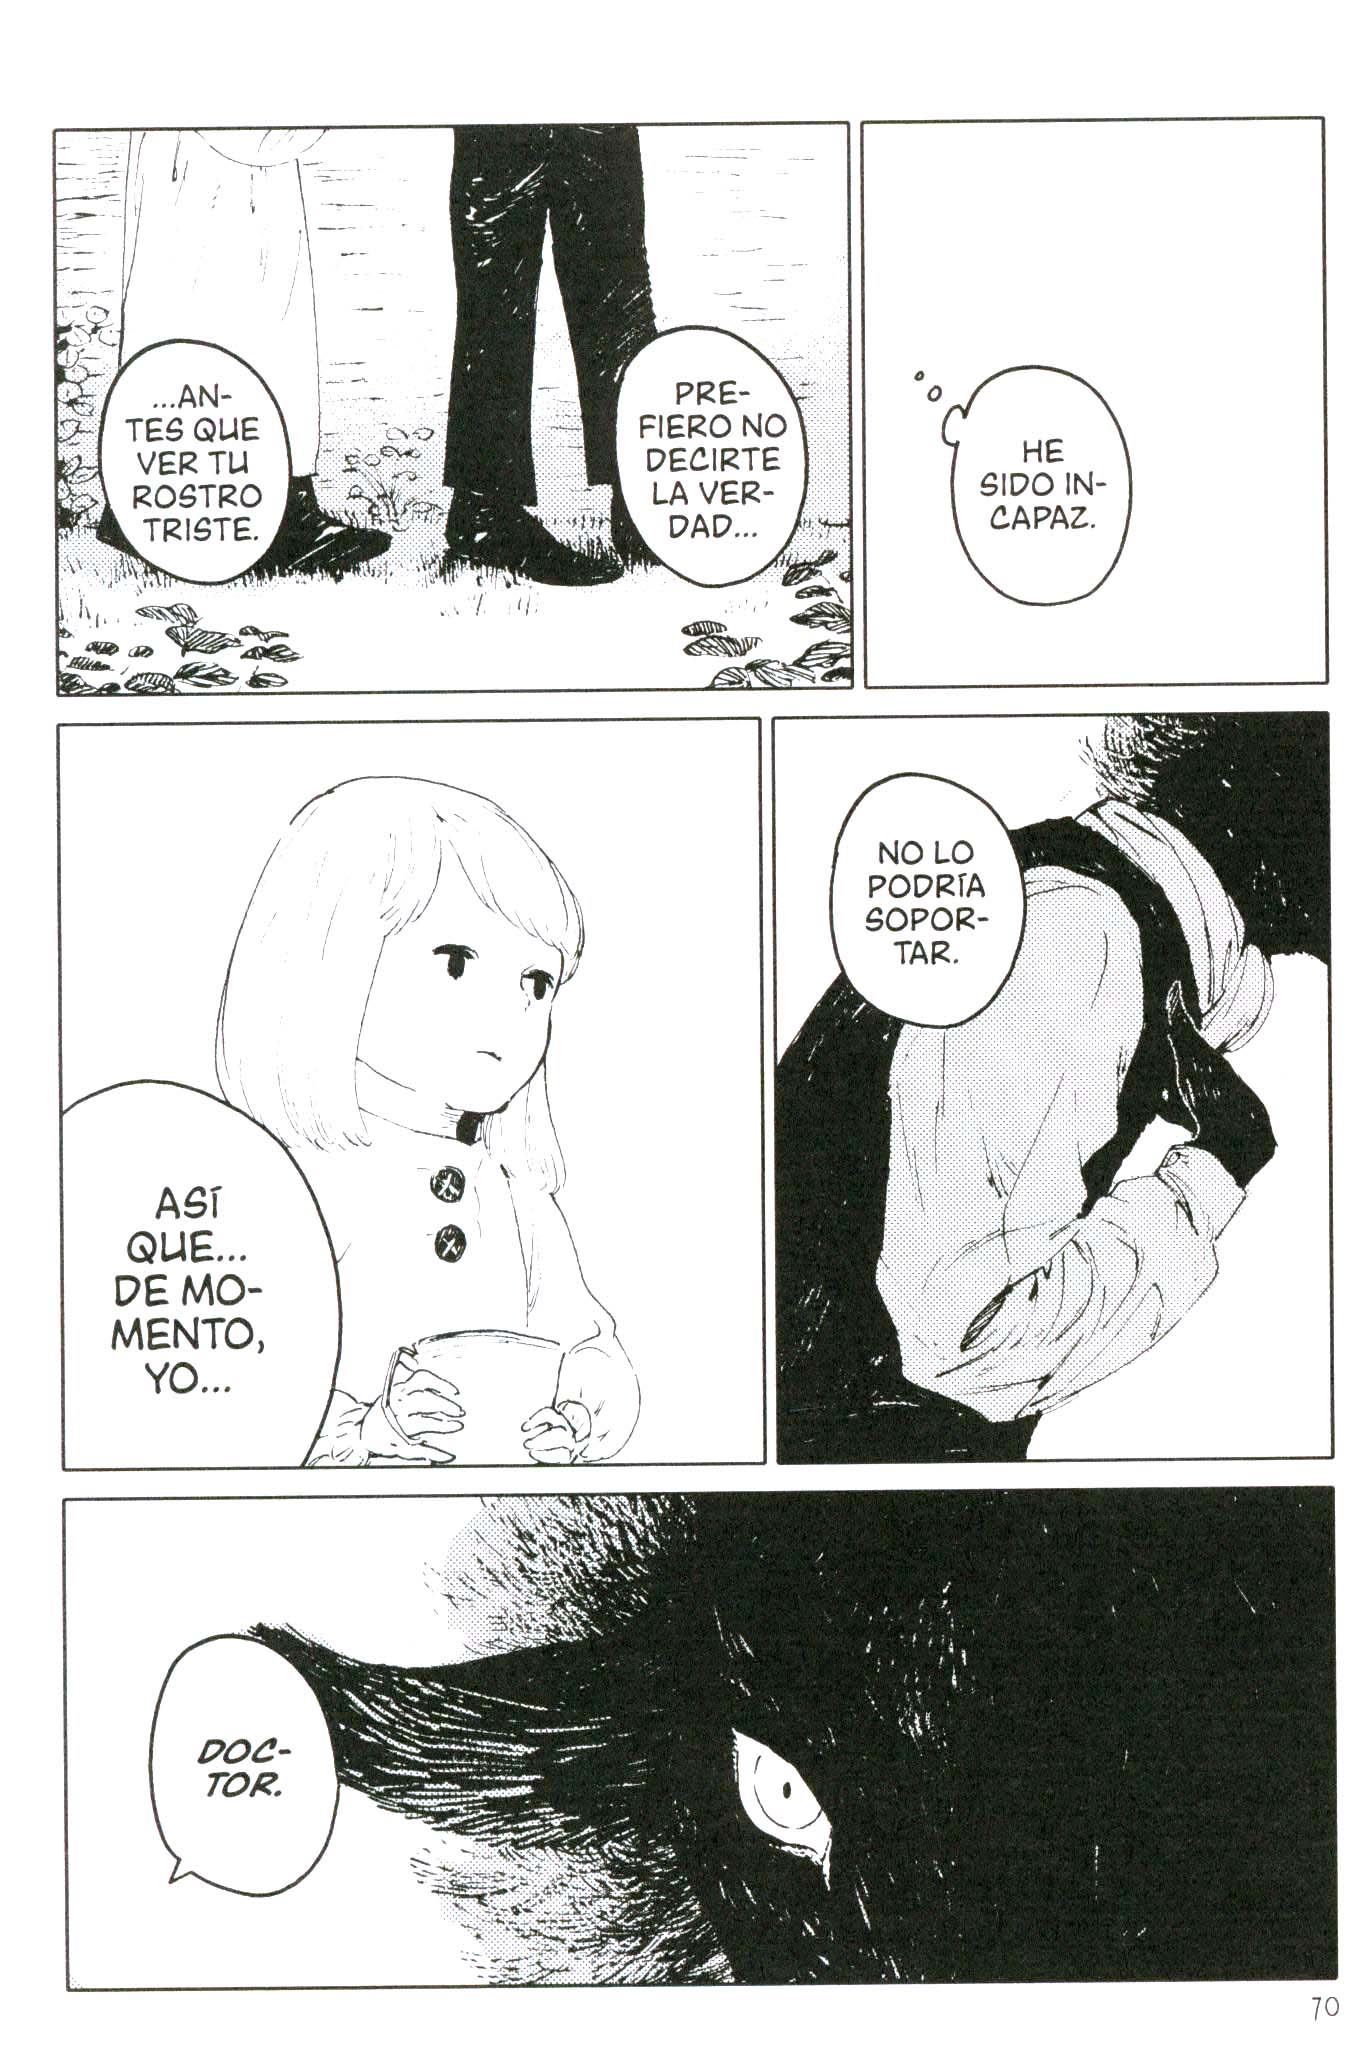 HE
SIDO IN-
CAPAZ.
PRE-
FIERO NO
DECIRTE
LA VER-
DAD...
...AN-
TES QUE
VER TU
ROSTRO
TRISTE.
NO LO
PODRÍA
SOPOR-
TAR.
ASÍ
QUE...
DE MO-
MENTO,
YO...
DOC-
TOR.
70